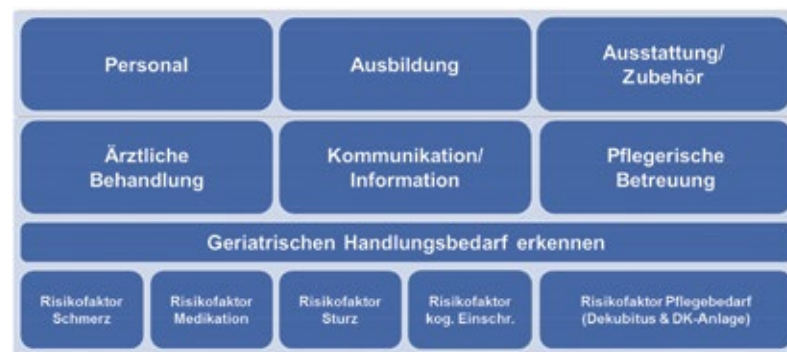 Personal
Ausbildung
Ausstattung/
Zubehör
Ärztliche
Behandlung
Kommunikation/
Information
Pflegerische
Betreuung
Geriatrischen Handlungsbedarf erkennen
Risikofaktor
Schmerz
Risikofaktor
Medikation
Risikofaktor
Sturz
Risikofaktor
kog. Einschr.
Risikofaktor Pflegebedarf
(Dekubitus & DK-Anlage)